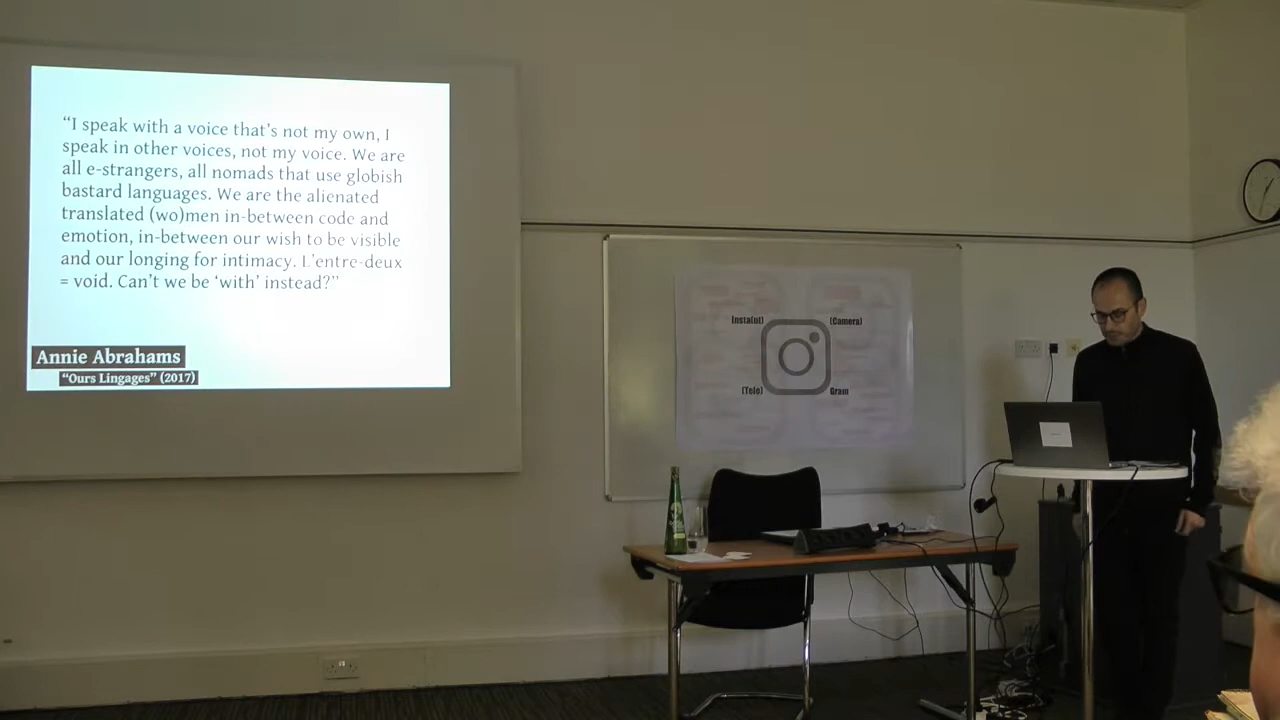 “I speak with a voice that’s not my own, I
speak in other voices, not my voice. We are
all e-strangers, all nomads that use globish
bastard languages. We are the alienated
translated (wo)men in-between code and
emotion, in-between our wish to be visible
and our longing for intimacy. L’entre-deux
= void. Can’t we be ‘with’ instead?”
Annie Abrahams
“Ours Lingages” (2017)
Insta(nt)
(Camera)
(Tele)
Gram